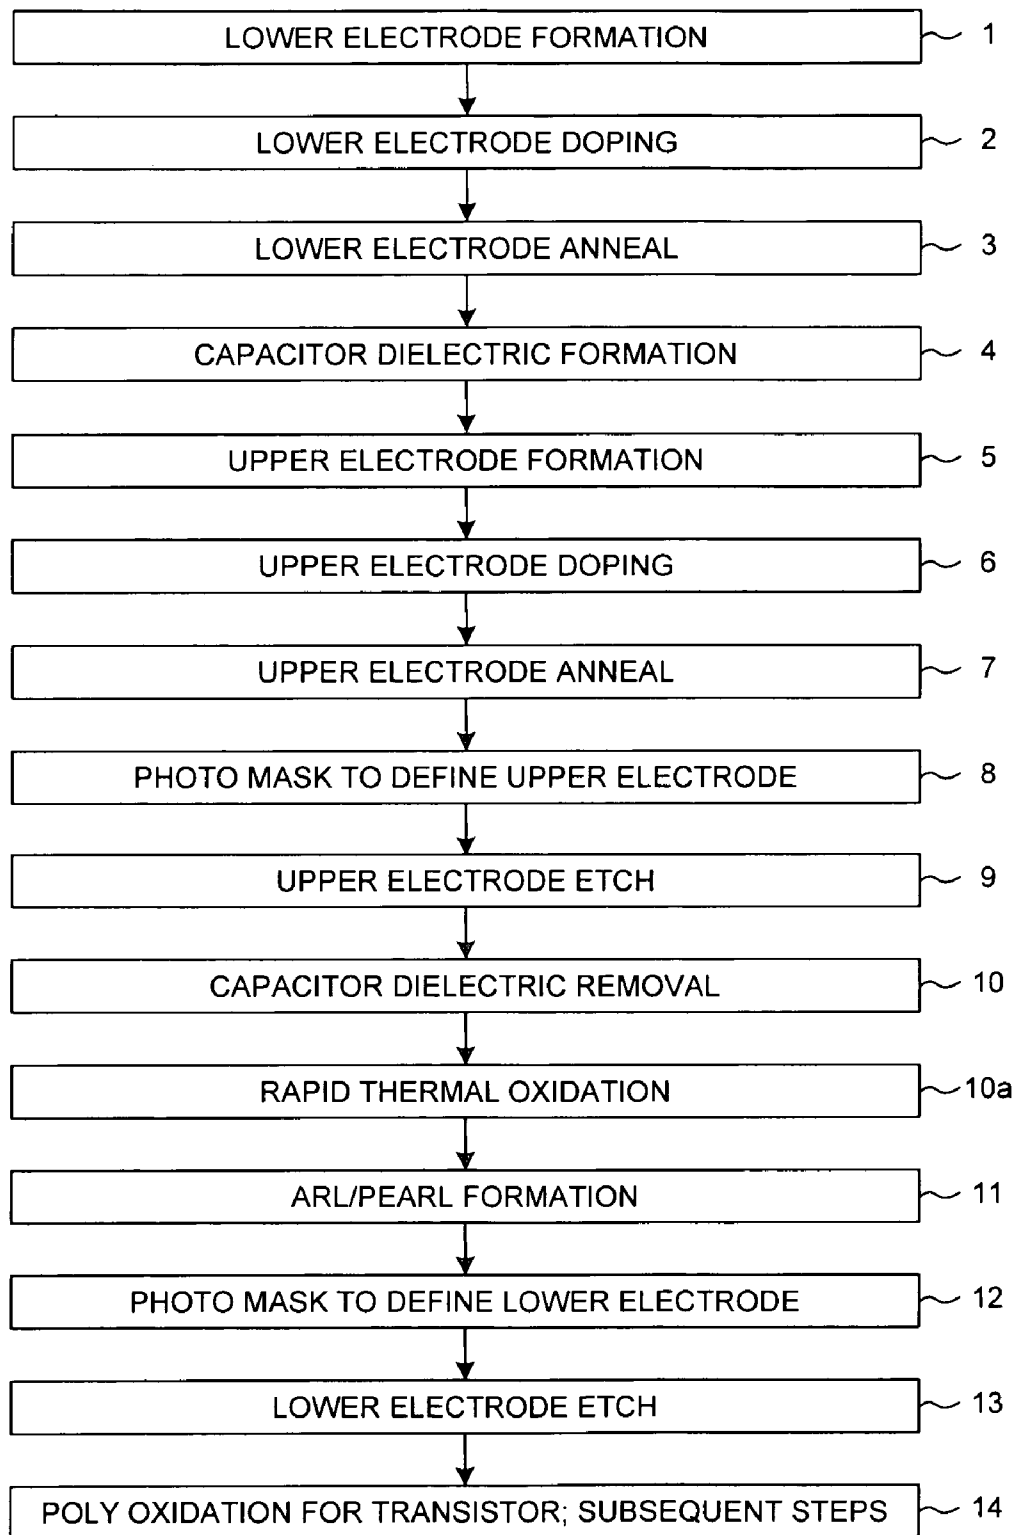 LOWER ELECTRODE FORMATION 1
LOWER ELECTRODE DOPING 2
LOWER ELECTRODE ANNEAL 3
CAPACITOR DIELECTRIC FORMATION 4
UPPER ELECTRODE FORMATION 5
UPPER ELECTRODE DOPING 6
UPPER ELECTRODE ANNEAL 7
PHOTO MASK TO DEFINE UPPER ELECTRODE 8
UPPER ELECTRODE ETCH 9
CAPACITOR DIELECTRIC REMOVAL 10
RAPID THERMAL OXIDATION 10a
ARL/PEARL FORMATION 11
PHOTO MASK TO DEFINE LOWER ELECTRODE 12
LOWER ELECTRODE ETCH 13
POLY OXIDATION FOR TRANSISTOR; SUBSEQUENT STEPS 14